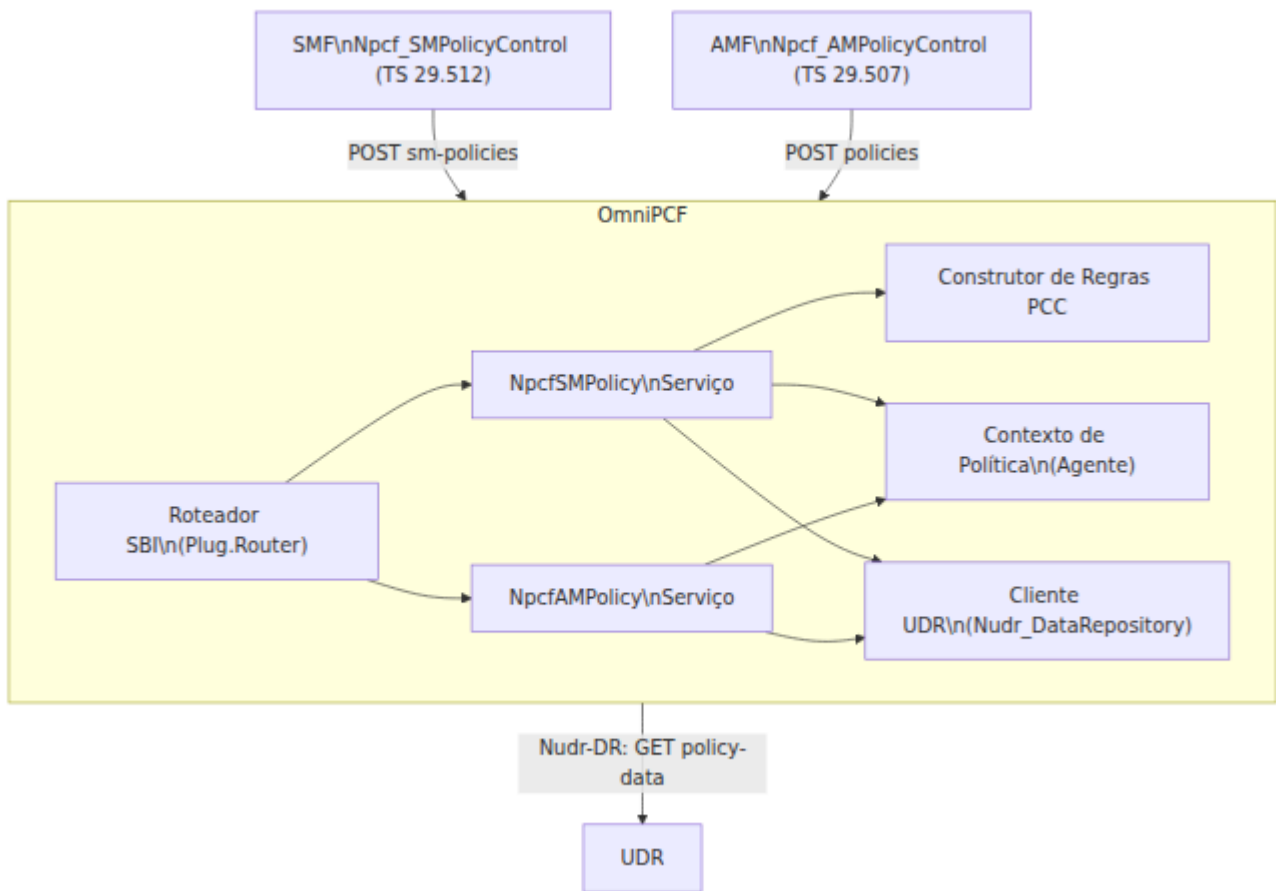 SMF\nNpcf_SMPolicyControl
(TS 29.512)
AMF\nNpcf_AMPolicyControl
(TS 29.507)
POST sm-policies
POST policies
OmniPCF
Construtor de Regras
PCC
NpcfSMPolicy\nServiço
Contexto de
Política\n(Agente)
Roteador
SBI\n(Plug.Router)
NpcfAMPolicy\nServiço
Cliente
UDR\n(Nudr_DataRepository)
Nudr-DR: GET policy-
data
UDR